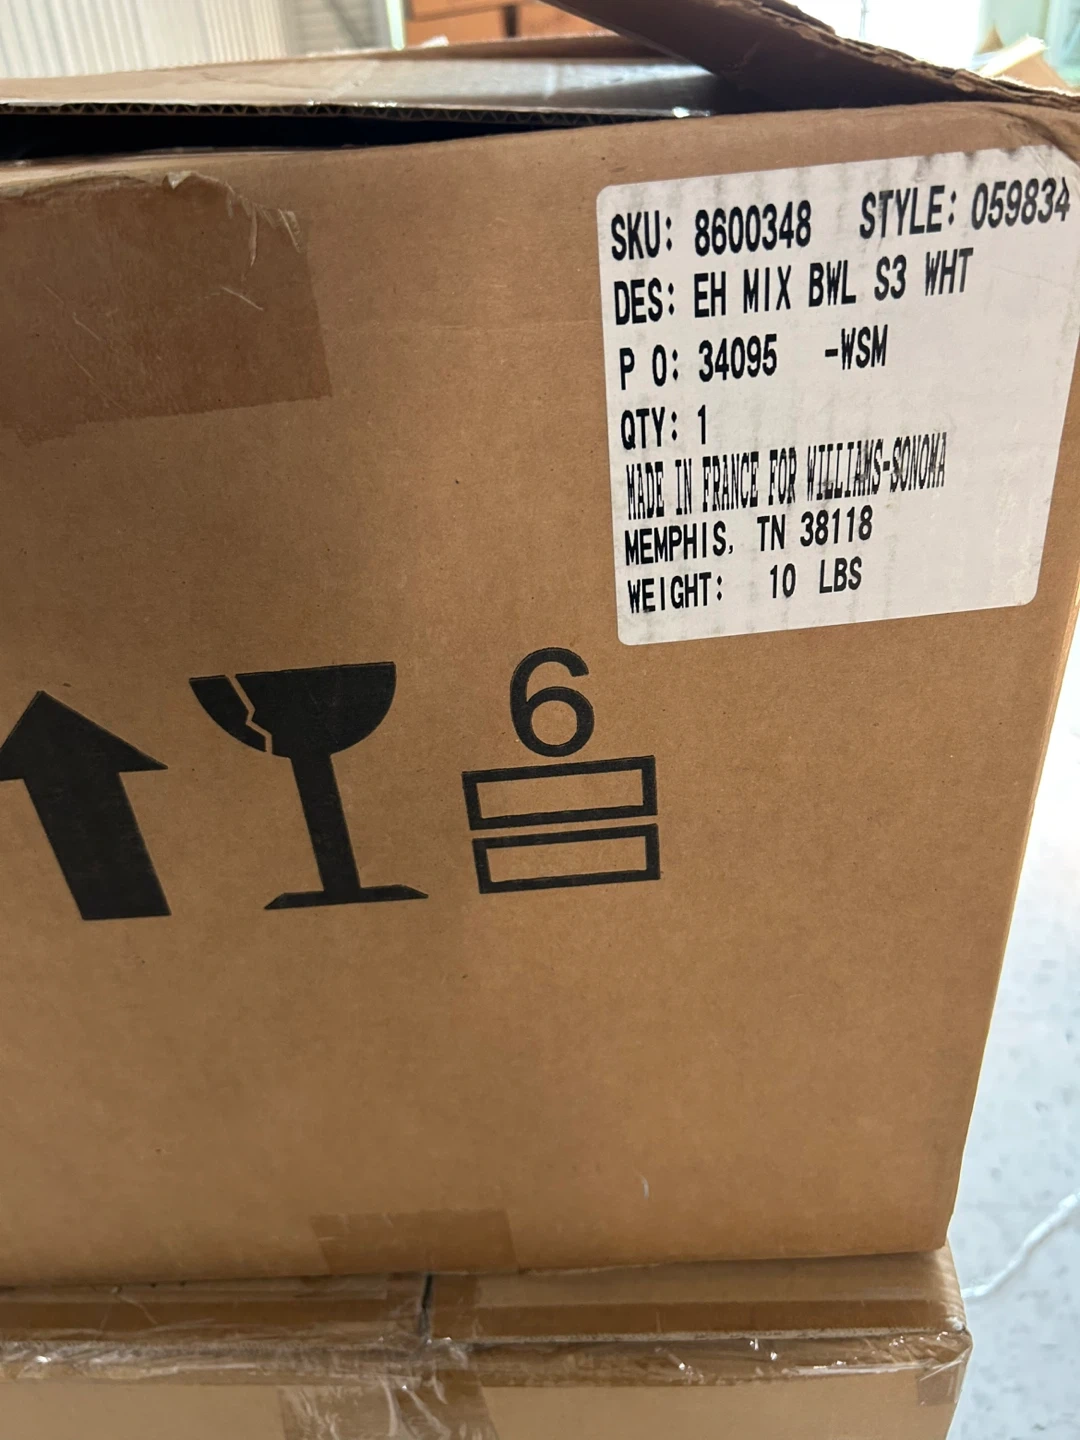 SKU: 8600348 STYLE: 059834
DES: EH MIX BWL S3 WHT
P O: 34095 -WSM
QTY: 1
MADE IN FRANCE FOR WILLIAMS-SONOMA
MEMPHIS, TN 38118
WEIGHT: 10 LBS
6